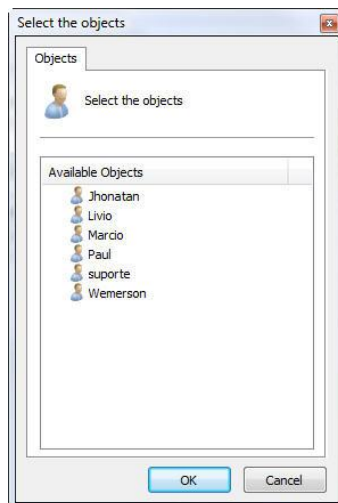 Select the objects
Objects
Select the objects
Available Objects
Jhonatan
Livio
Marcio
Paul
suporte
Wemerson
OK
Cancel